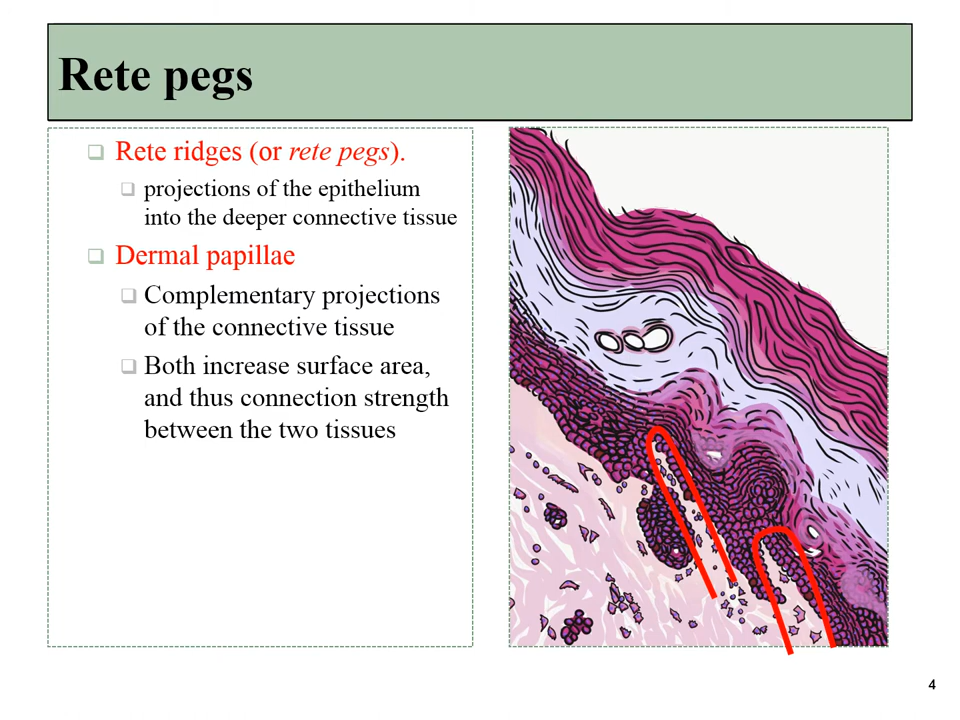 Rete pegs
Rete ridges (or rete pegs).
projections of the epithelium
into the deeper connective tissue
Dermal papillae
Complementary projections
of the connective tissue
Both increase surface area,
and thus connection strength
between the two tissues
4